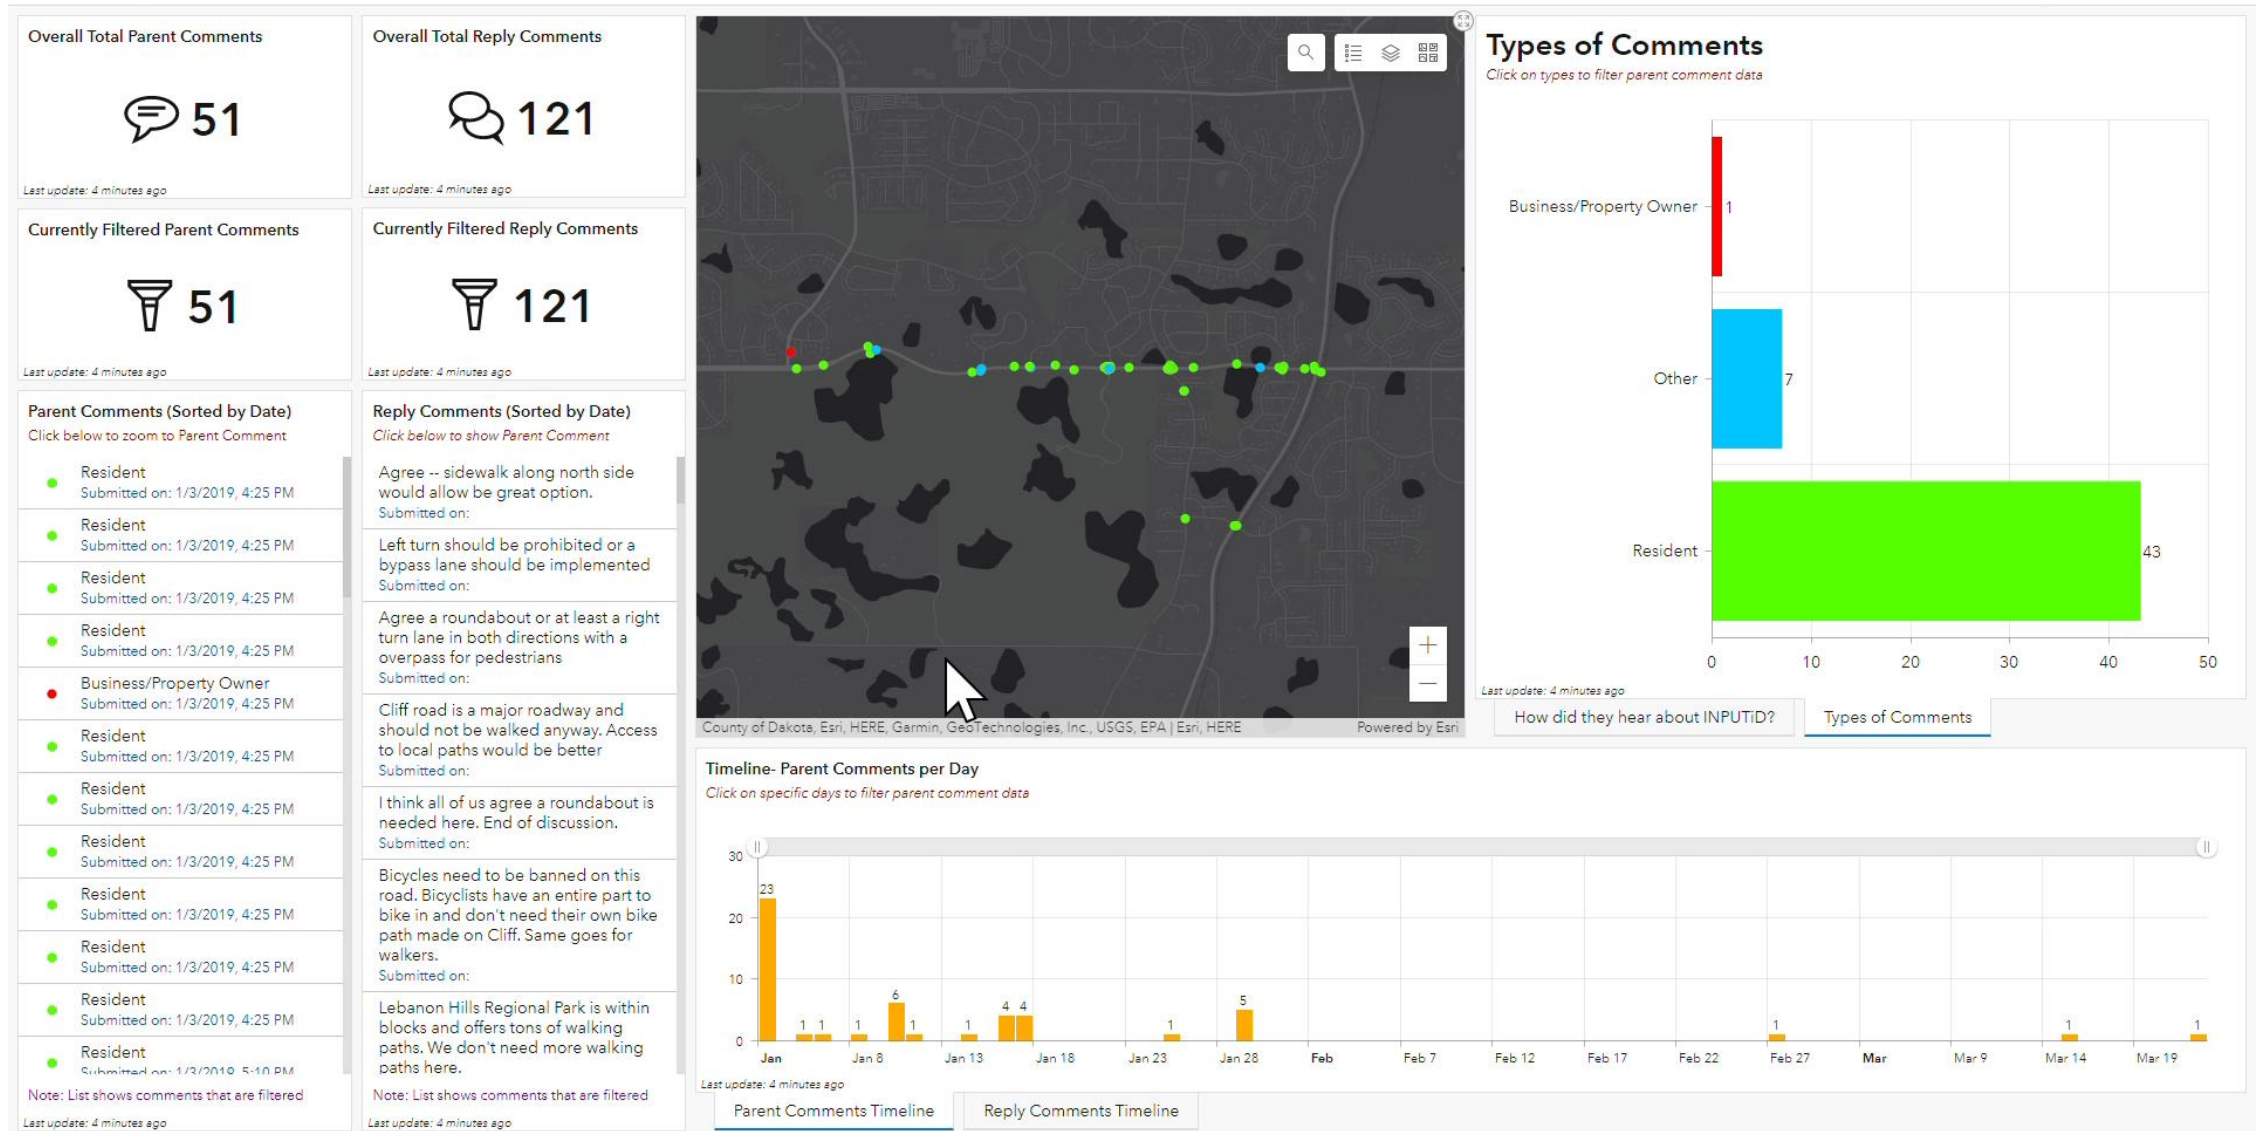 Overall Total Parent Comments
51
Last update: 4 minutes ago
Overall Total Reply Comments
121
Last update: 4 minutes ago
Currently Filtered Parent Comments
51
Last update: 4 minutes ago
Currently Filtered Reply Comments
121
Last update: 4 minutes ago
Parent Comments (Sorted by Date)
Click below to zoom to Parent Comment
Resident
Submitted on: 1/3/2019, 4:25 PM
Resident
Submitted on: 1/3/2019, 4:25 PM
Resident
Submitted on: 1/3/2019, 4:25 PM
Resident
Submitted on: 1/3/2019, 4:25 PM
Business/Property Owner
Submitted on: 1/3/2019, 4:25 PM
Resident
Submitted on: 1/3/2019, 4:25 PM
Resident
Submitted on: 1/3/2019, 4:25 PM
Resident
Submitted on: 1/3/2019, 4:25 PM
Resident
Submitted on: 1/3/2019, 4:25 PM
Resident
Submitted on: 1/3/2019, 4:25 PM
Resident
Submitted on: 1/3/2019, 4:25 PM
Resident
Submitted on: 1/3/2019, 5:10 PM
Note: List shows comments that are filtered
Last update: 4 minutes ago
Reply Comments (Sorted by Date)
Click below to show Parent Comment
Agree -- sidewalk along north side
would allow be great option.
Submitted on:
Left turn should be prohibited or a
bypass lane should be implemented
Submitted on:
Agree a roundabout or at least a right
turn lane in both directions with a
overpass for pedestrians
Submitted on:
Cliff road is a major roadway and
should not be walked anyway. Access
to local paths would be better
Submitted on:
I think all of us agree a roundabout is
needed here. End of discussion.
Submitted on:
Bicycles need to be banned on this
road. Bicyclists have an entire part to
bike in and don't need their own bike
path made on Cliff. Same goes for
walkers.
Submitted on:
Lebanon Hills Regional Park is within
blocks and offers tons of walking
paths. We don't need more walking
paths here.
Note: List shows comments that are filtered
Last update: 4 minutes ago
County of Dakota, Esri, HERE, Garmin, GeoTechnologies, Inc., USGS, EPA | Esri, HERE
Powered by Esri
Types of Comments
Click on types to filter parent comment data
Business/Property Owner
1
Other
7
Resident
43
0 10 20 30 40 50
Last update: 4 minutes ago
How did they hear about INPUTiD?
Types of Comments
Timeline- Parent Comments per Day
Click on specific days to filter parent comment data
30
20
10
0
23 1 1 1 6 1 1 4 4 1 5 1 1 1
Jan Jan 8 Jan 13 Jan 18 Jan 23 Jan 28 Feb Feb 7 Feb 12 Feb 17 Feb 22 Feb 27 Mar Mar 9 Mar 14 Mar 19
Last update: 4 minutes ago
Parent Comments Timeline
Reply Comments Timeline